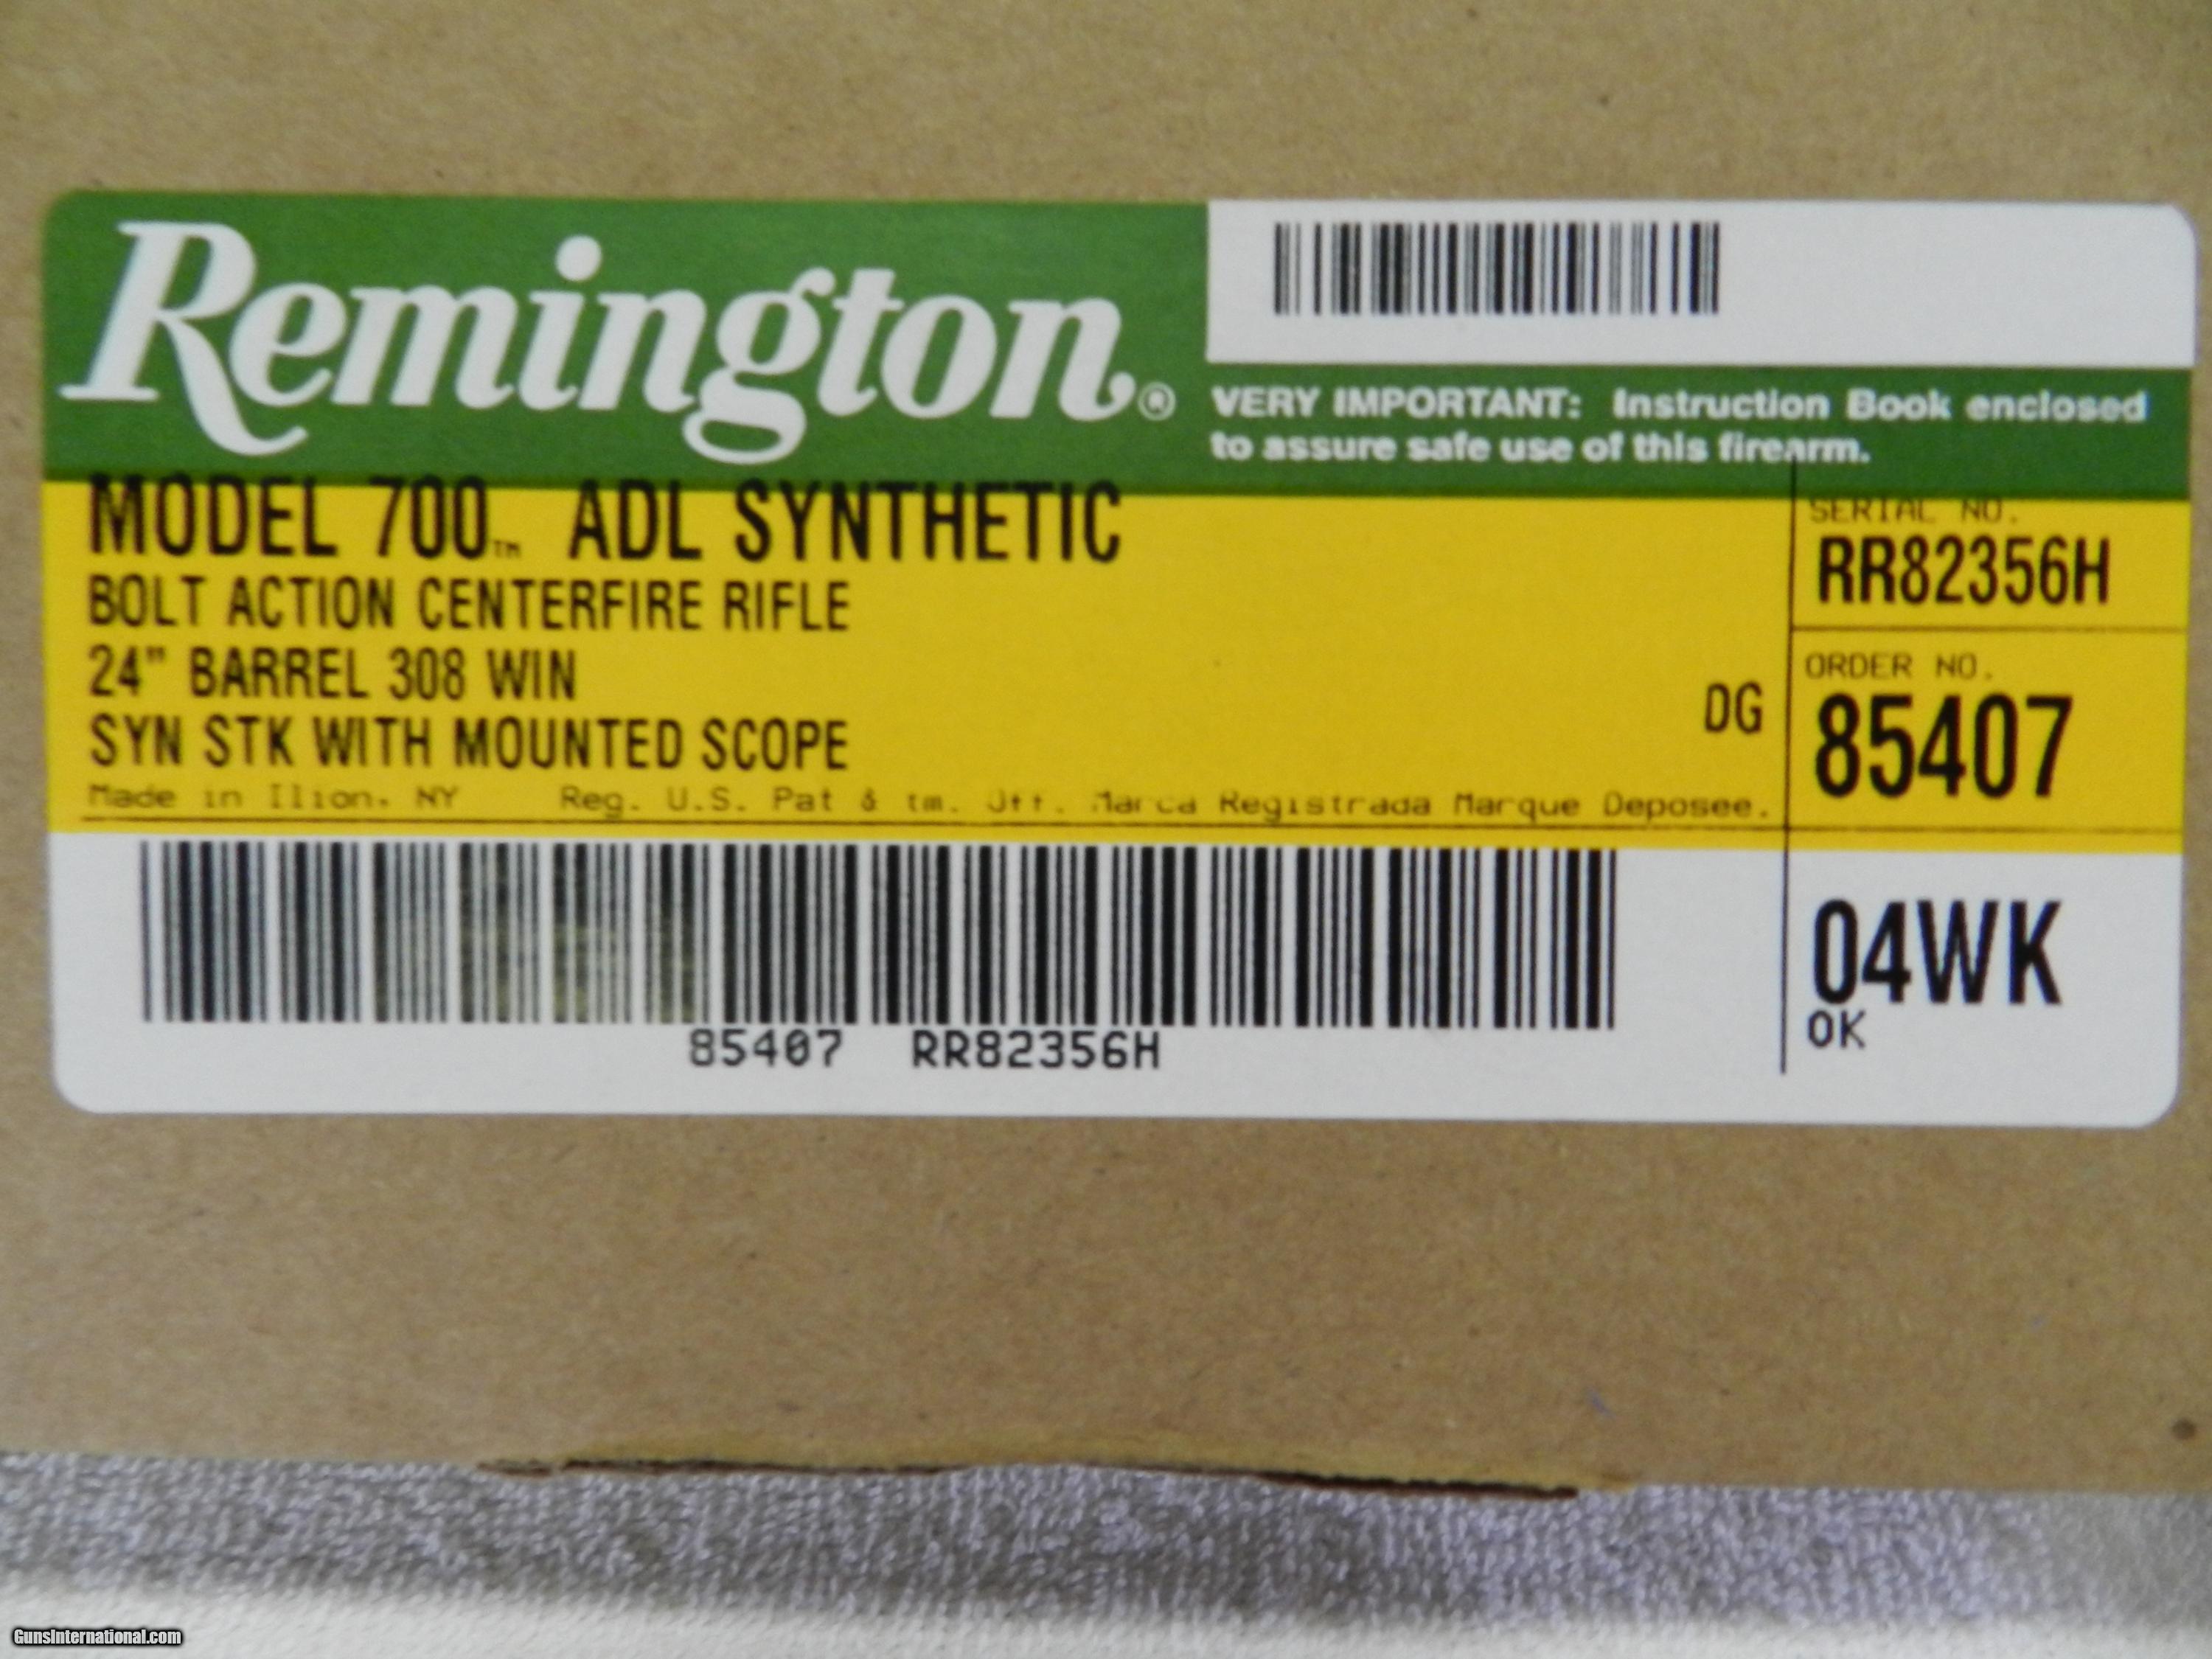 Remington®
VERY IMPORTANT: Instruction Book enclosed
to assure safe use of this firearm.
MODEL 700™ ADL SYNTHETIC
BOLT ACTION CENTERFIRE RIFLE
24" BARREL 308 WIN
SYN STK WITH MOUNTED SCOPE
DG
Made in Ilion, NY Reg. U.S. Pat & tm. Off. Marca Registrada Marque Deposee.
SERIAL NO.
RR82356H
ORDER NO.
85407
04WK
OK
85407 RR82356H
GunsInternational.com